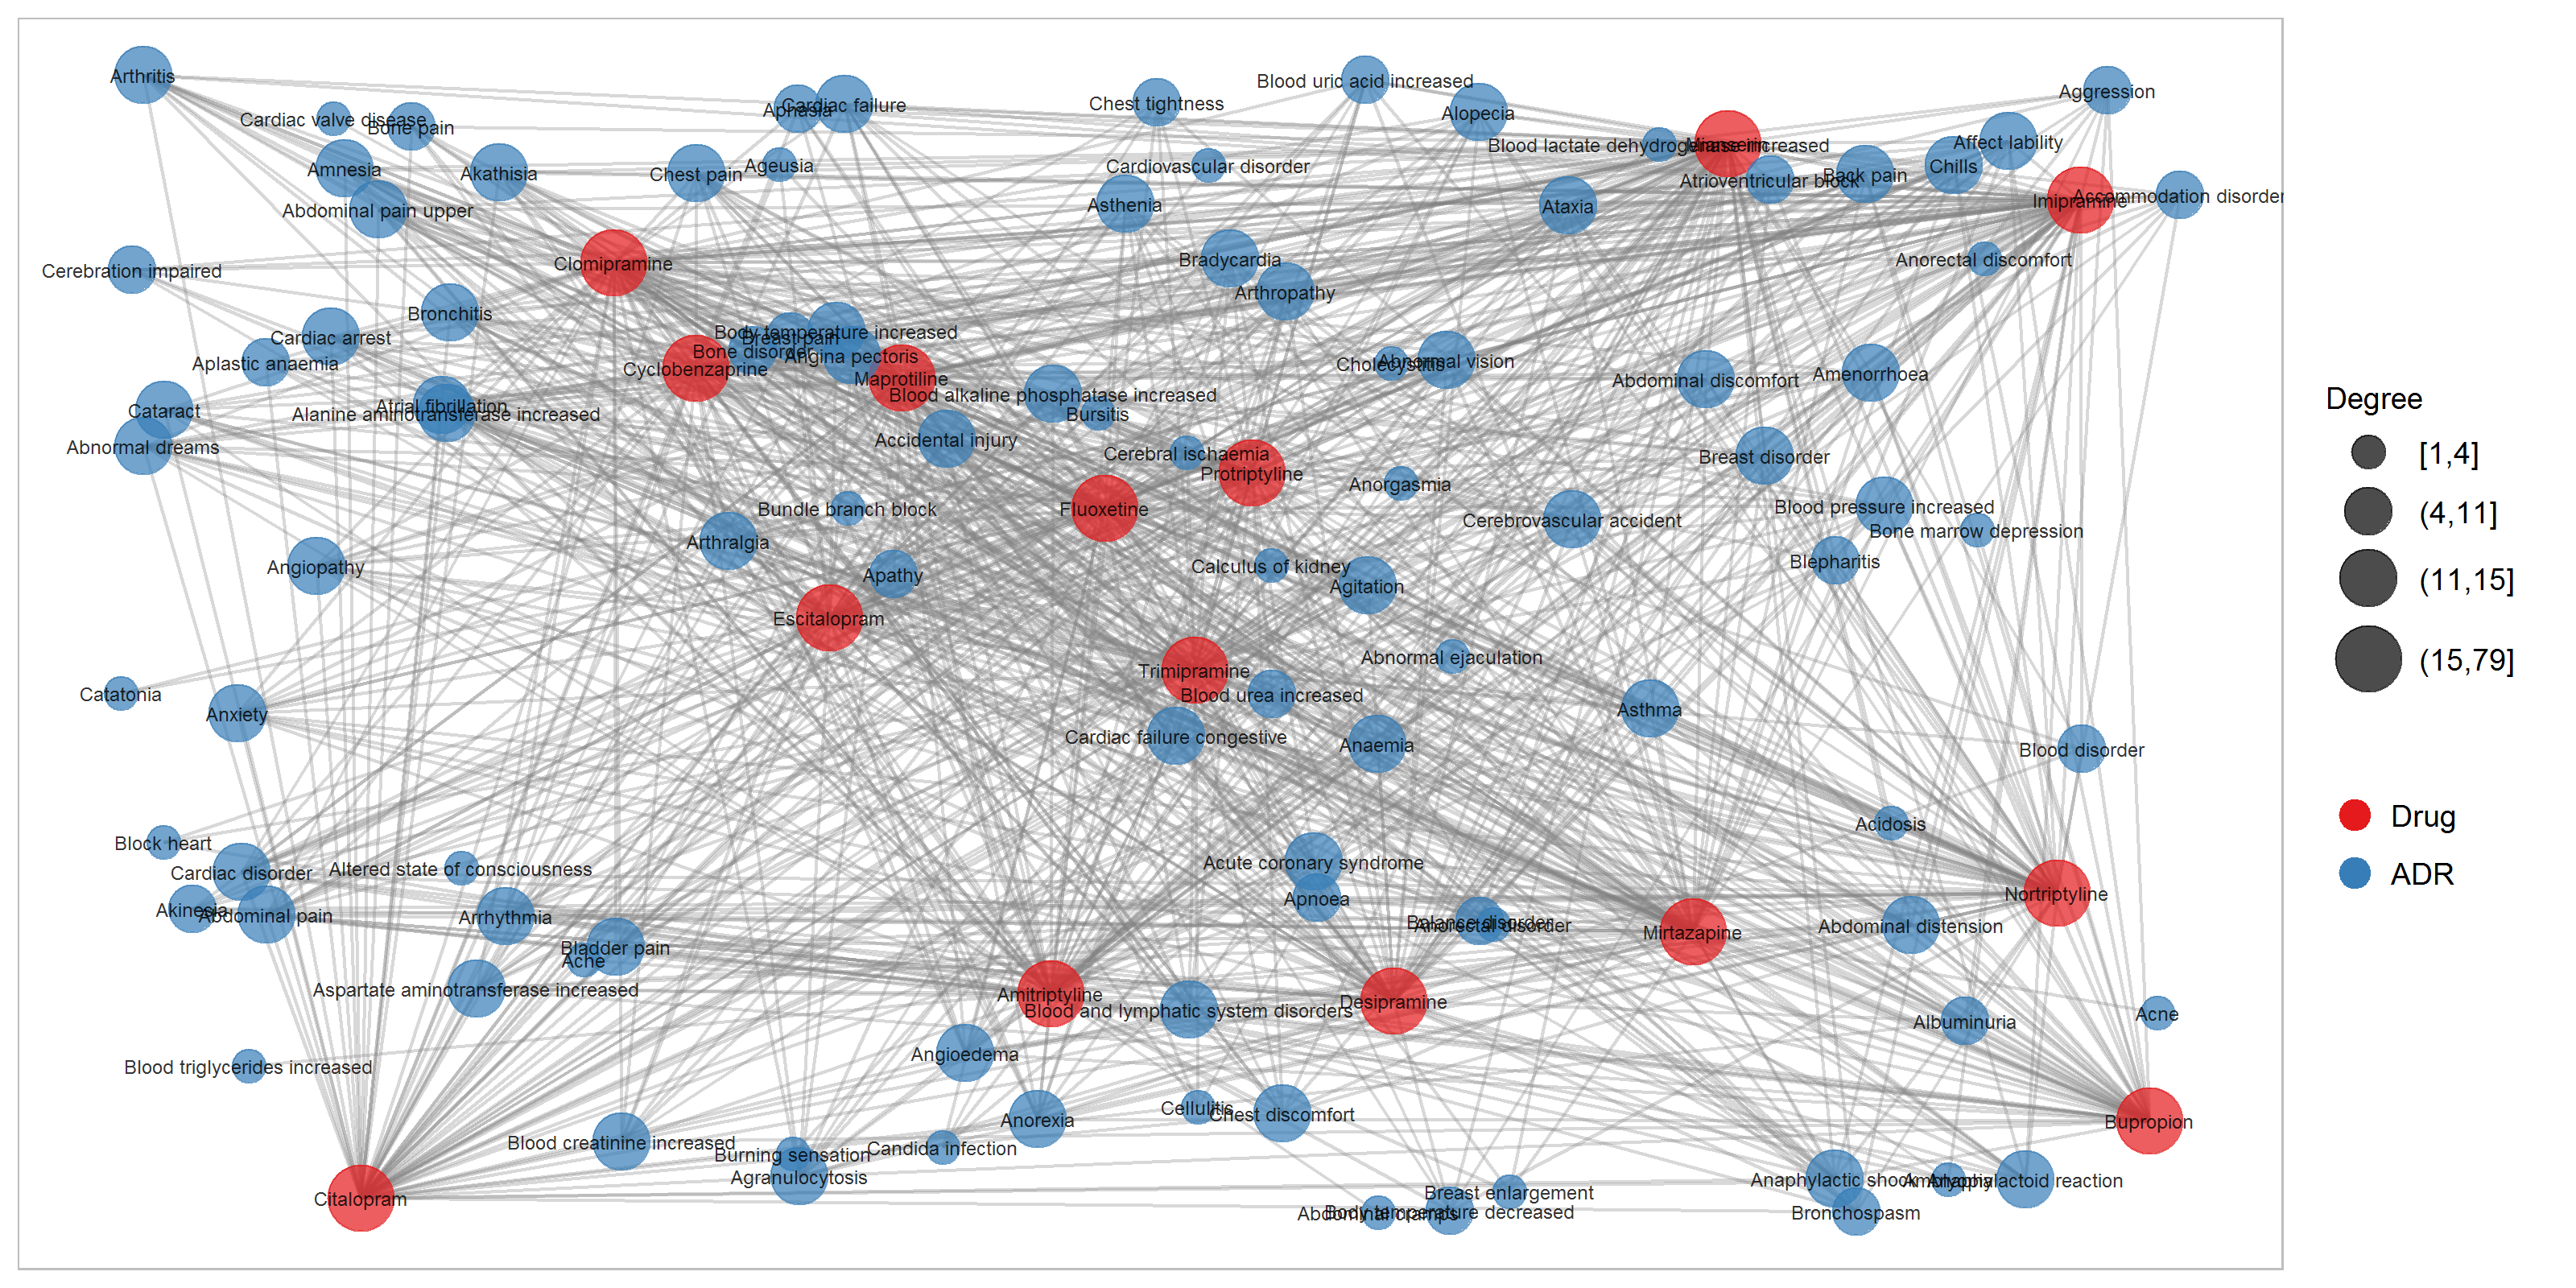 Arthritis
Cardiac valve disease
Bone pain
Aphasia
Cardiac failure
Chest tightness
Blood uric acid increased
Alopecia
Aggression
Amnesia
Akathisia
Chest pain
Ageusia
Cardiovascular disorder
Blood lactate dehydrogenase increased
Mianserin
Affect lability
Chills
Atrioventricular block
Back pain
Abdominal pain upper
Asthenia
Ataxia
Imipramine
Accommodation disorder
Cerebration impaired
Clomipramine
Bradycardia
Arthropathy
Anorectal discomfort
Bronchitis
Cardiac arrest
Aplastic anaemia
Body temperature increased
Breast pain
Bone disorder
Angina pectoris
Cyclobenzaprine
Maprotiline
Cholecystitis
Abnormal vision
Abdominal discomfort
Amenorrhoea
Cataract
Atrial fibrillation
Alanine aminotransferase increased
Blood alkaline phosphatase increased
Bursitis
Abnormal dreams
Accidental injury
Cerebral ischaemia
Protriptyline
Anorgasmia
Breast disorder
Bundle branch block
Fluoxetine
Cerebrovascular accident
Blood pressure increased
Bone marrow depression
Arthralgia
Angiopathy
Apathy
Calculus of kidney
Agitation
Blepharitis
Escitalopram
Trimipramine
Abnormal ejaculation
Catatonia
Blood urea increased
Anxiety
Asthma
Cardiac failure congestive
Anaemia
Blood disorder
Block heart
Acidosis
Cardiac disorder
Altered state of consciousness
Acute coronary syndrome
Akinesia
Abdominal pain
Arrhythmia
Apnoea
Nortriptyline
Balance disorder
Anorectal disorder
Mirtazapine
Abdominal distension
Bladder pain
Ache
Aspartate aminotransferase increased
Amitriptyline
Blood and lymphatic system disorders
Desipramine
Albuminuria
Acne
Angioedema
Blood triglycerides increased
Anorexia
Cellulitis
Chest discomfort
Bupropion
Blood creatinine increased
Burning sensation
Candida infection
Agranulocytosis
Citalopram
Breast enlargement
Abdominal cramps
Body temperature decreased
Anaphylactic shock
Amblyopia
Anaphylactoid reaction
Bronchospasm
Degree
[1,4]
(4,11]
(11,15]
(15,79]
Drug
ADR